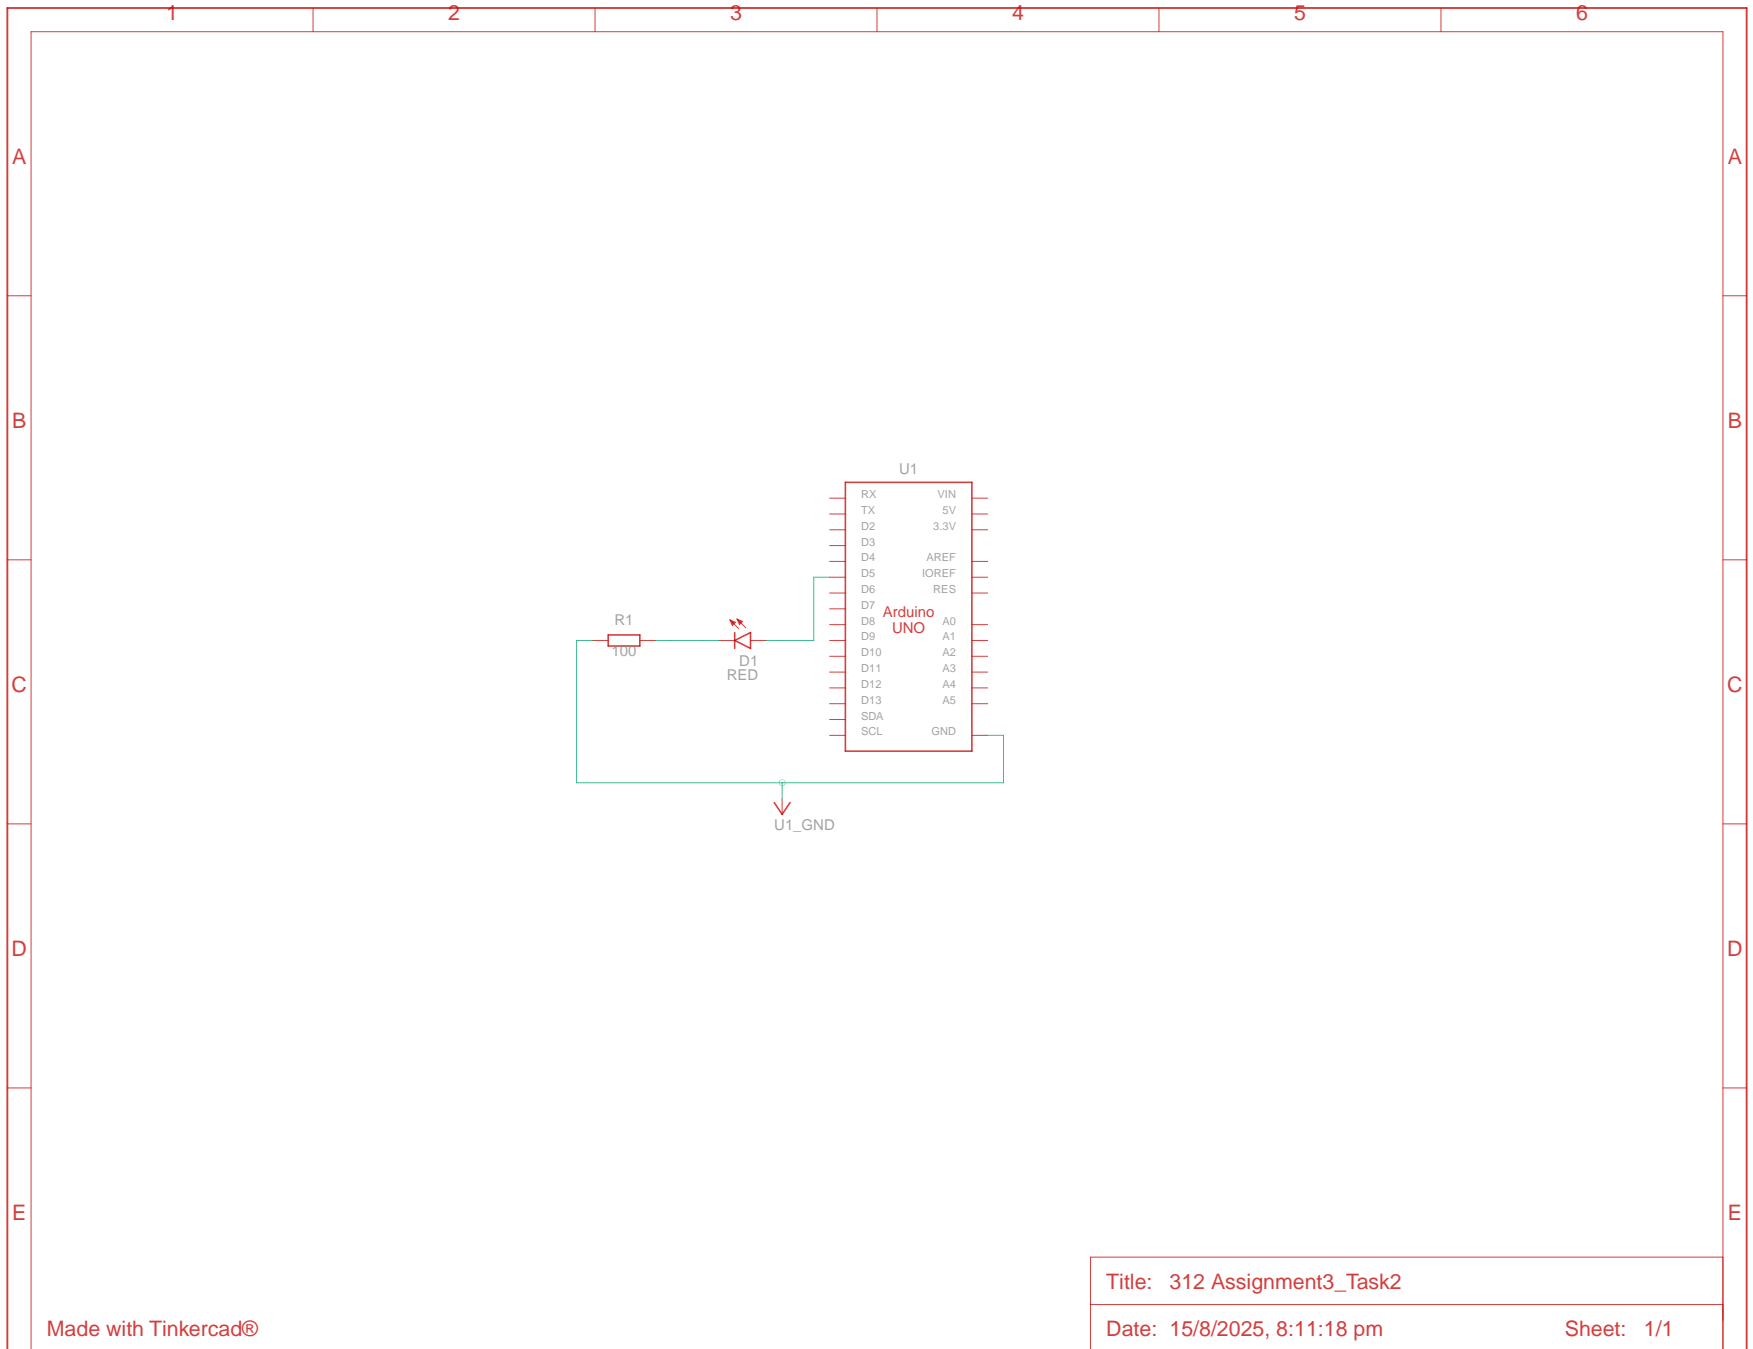 1 2 3 4 5 6
A A
B B
U1
RX VIN
TX 5V
D2 3.3V
D3
D4 AREF
D5 IOREF
D6 RES
D7
Arduino
UNO
D8 A0
D9 A1
D10 A2
D11 A3
D12 A4
D13 A5
SDA
SCL GND
R1
100
D1
RED
C C
U1_GND
D D
E E
Title: 312 Assignment3_Task2
Made with Tinkercad®
Date: 15/8/2025, 8:11:18 pm Sheet: 1/1